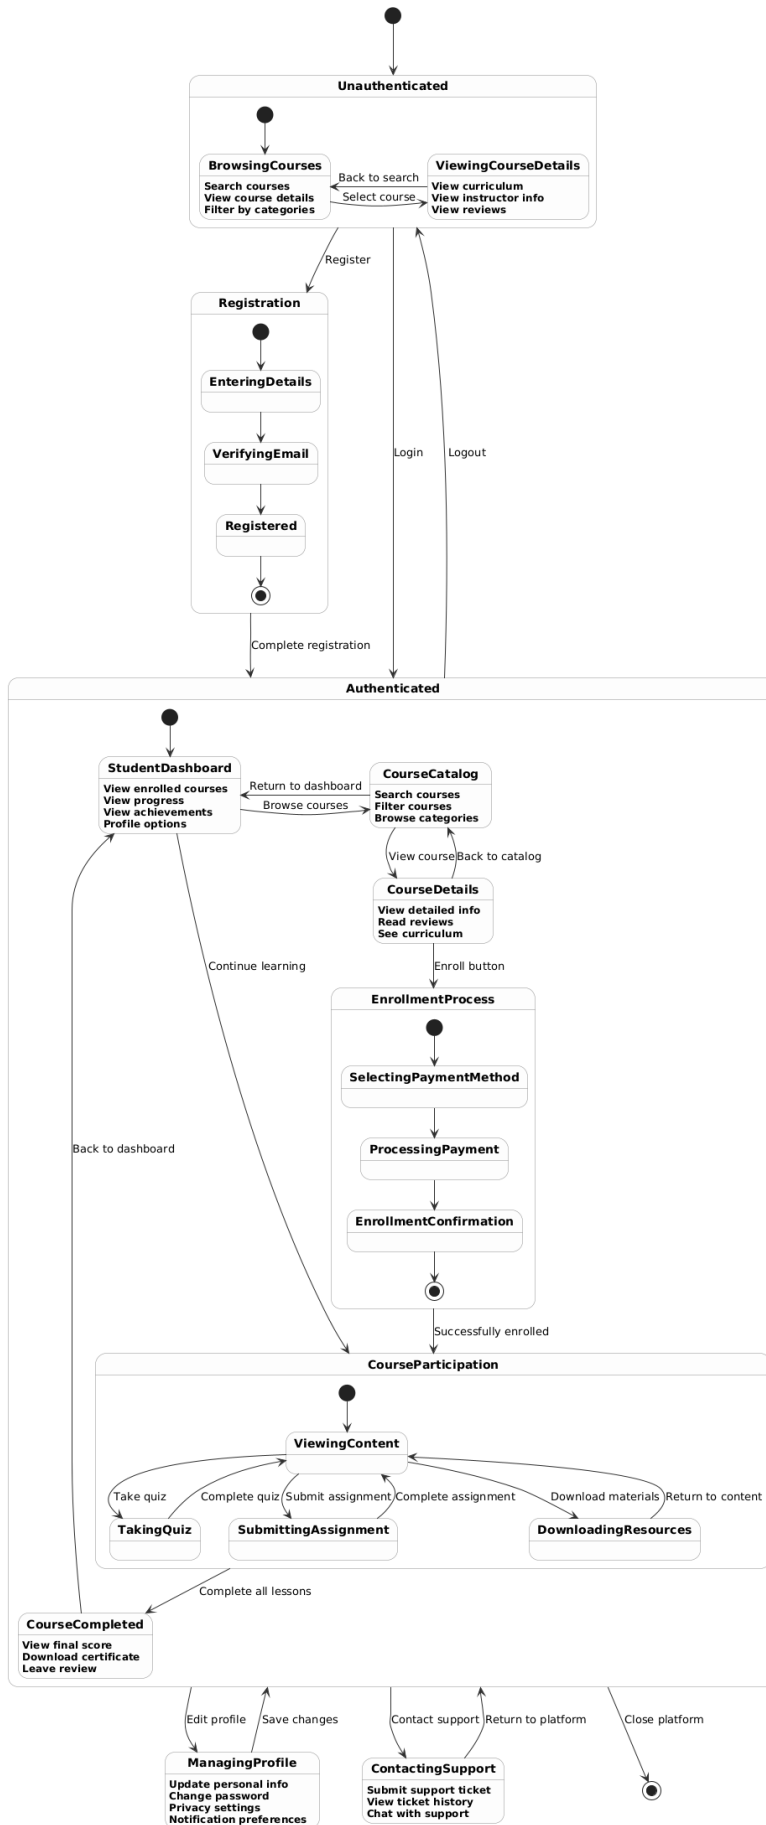 Unauthenticated
BrowsingCourses
Search courses
View course details
Filter by categories
Back to search
Select course
ViewingCourseDetails
View curriculum
View instructor info
View reviews
Register
Registration
EnteringDetails
VerifyingEmail
Registered
Login
Logout
Complete registration
Authenticated
StudentDashboard
View enrolled courses
View progress
View achievements
Profile options
Return to dashboard
Browse courses
CourseCatalog
Search courses
Filter courses
Browse categories
View course
Back to catalog
CourseDetails
View detailed info
Read reviews
See curriculum
Continue learning
Enroll button
EnrollmentProcess
SelectingPaymentMethod
ProcessingPayment
Back to dashboard
EnrollmentConfirmation
Successfully enrolled
CourseParticipation
ViewingContent
Take quiz
Complete quiz
Submit assignment
Complete assignment
Download materials
Return to content
TakingQuiz
SubmittingAssignment
DownloadingResources
Complete all lessons
CourseCompleted
View final score
Download certificate
Leave review
Edit profile
Save changes
Contact support
Return to platform
Close platform
ManagingProfile
Update personal info
Change password
Privacy settings
Notification preferences
ContactingSupport
Submit support ticket
View ticket history
Chat with support